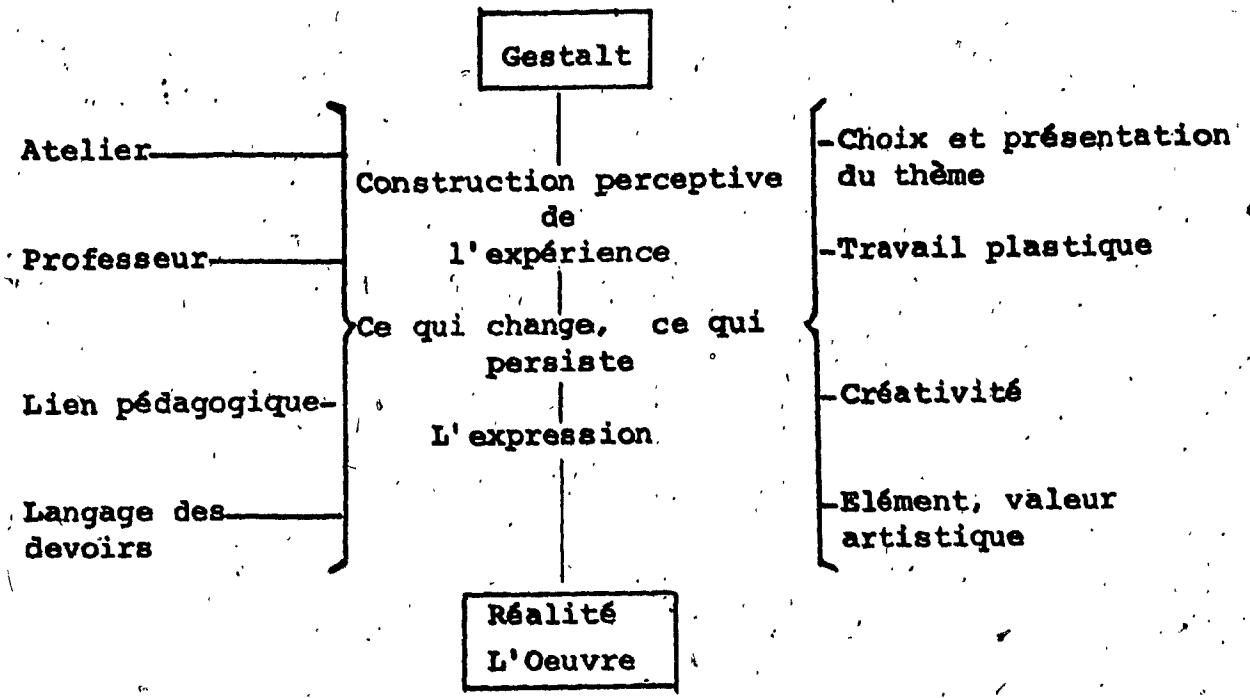 Gestalt
Atelier
Professeur
Lien pédagogique
Langage des
devoirs
Construction perceptive
de
l'expérience
Ce qui change, ce qui
persiste
L'expression
-Choix et présentation
du thème
-Travail plastique
-Créativité
-Elément, valeur
artistique
Réalité
L'Oeuvre